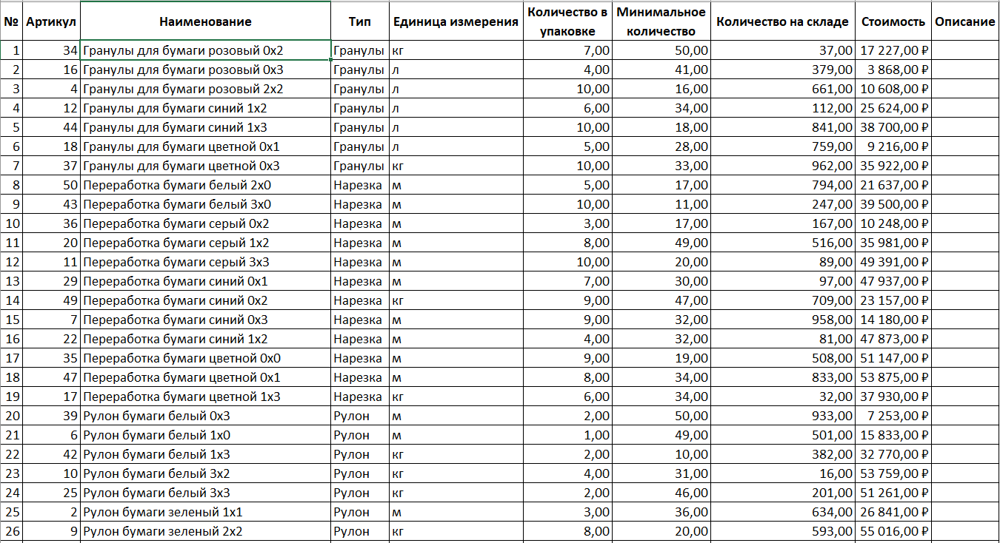 № Артикул Наименование Тип Единица измерения Количество в упаковке Минимальное количество Количество на складе Стоимость Описание
1 34 Гранулы для бумаги розовый 0x2 Гранулы кг 7,00 50,00 37,00 17 227,00 ₽
2 16 Гранулы для бумаги розовый 0x3 Гранулы л 4,00 41,00 379,00 3 868,00 ₽
3 4 Гранулы для бумаги розовый 2x2 Гранулы л 10,00 16,00 661,00 10 608,00 ₽
4 12 Гранулы для бумаги синий 1x2 Гранулы л 6,00 34,00 112,00 25 624,00 ₽
5 44 Гранулы для бумаги синий 1x3 Гранулы л 10,00 18,00 841,00 38 700,00 ₽
6 18 Гранулы для бумаги цветной 0x1 Гранулы л 5,00 28,00 759,00 9 216,00 ₽
7 37 Гранулы для бумаги цветной 0x3 Гранулы кг 10,00 33,00 962,00 35 922,00 ₽
8 50 Переработка бумаги белый 2x0 Нарезка м 5,00 17,00 794,00 21 637,00 ₽
9 43 Переработка бумаги белый 3x0 Нарезка м 10,00 11,00 247,00 39 500,00 ₽
10 36 Переработка бумаги серый 0x2 Нарезка м 3,00 17,00 167,00 10 248,00 ₽
11 20 Переработка бумаги серый 1x2 Нарезка м 8,00 49,00 516,00 35 981,00 ₽
12 11 Переработка бумаги серый 3x3 Нарезка м 10,00 20,00 89,00 49 391,00 ₽
13 29 Переработка бумаги синий 0x1 Нарезка м 7,00 30,00 97,00 47 937,00 ₽
14 49 Переработка бумаги синий 0x2 Нарезка кг 9,00 47,00 709,00 23 157,00 ₽
15 7 Переработка бумаги синий 0x3 Нарезка м 9,00 32,00 958,00 14 180,00 ₽
16 22 Переработка бумаги синий 1x2 Нарезка м 4,00 32,00 81,00 47 873,00 ₽
17 35 Переработка бумаги цветной 0x0 Нарезка м 9,00 19,00 508,00 51 147,00 ₽
18 47 Переработка бумаги цветной 0x1 Нарезка м 8,00 34,00 833,00 53 875,00 ₽
19 17 Переработка бумаги цветной 1x3 Нарезка кг 6,00 34,00 32,00 37 930,00 ₽
20 39 Рулон бумаги белый 0x3 Рулон м 2,00 50,00 933,00 7 253,00 ₽
21 6 Рулон бумаги белый 1x0 Рулон м 1,00 49,00 501,00 15 833,00 ₽
22 42 Рулон бумаги белый 1x3 Рулон кг 2,00 10,00 382,00 32 770,00 ₽
23 10 Рулон бумаги белый 3x2 Рулон кг 4,00 31,00 16,00 53 759,00 ₽
24 25 Рулон бумаги белый 3x3 Рулон кг 2,00 46,00 201,00 51 261,00 ₽
25 2 Рулон бумаги зеленый 1x1 Рулон м 3,00 36,00 634,00 26 841,00 ₽
26 9 Рулон бумаги зеленый 2x2 Рулон кг 8,00 20,00 593,00 55 016,00 ₽